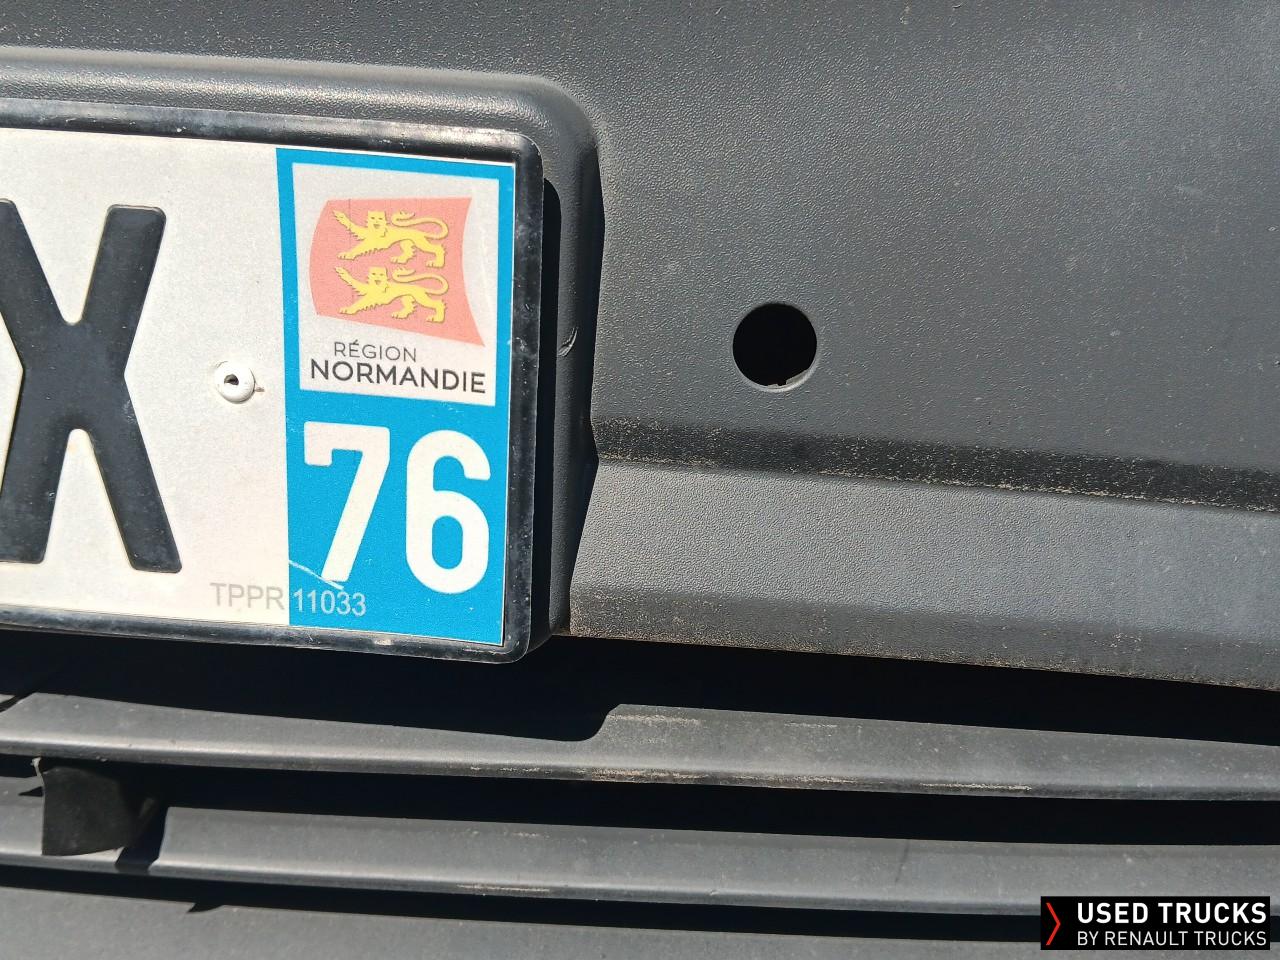 X
RÉGION
NORMANDIE
76
TPPR 11033
USED TRUCKS
BY RENAULT TRUCKS